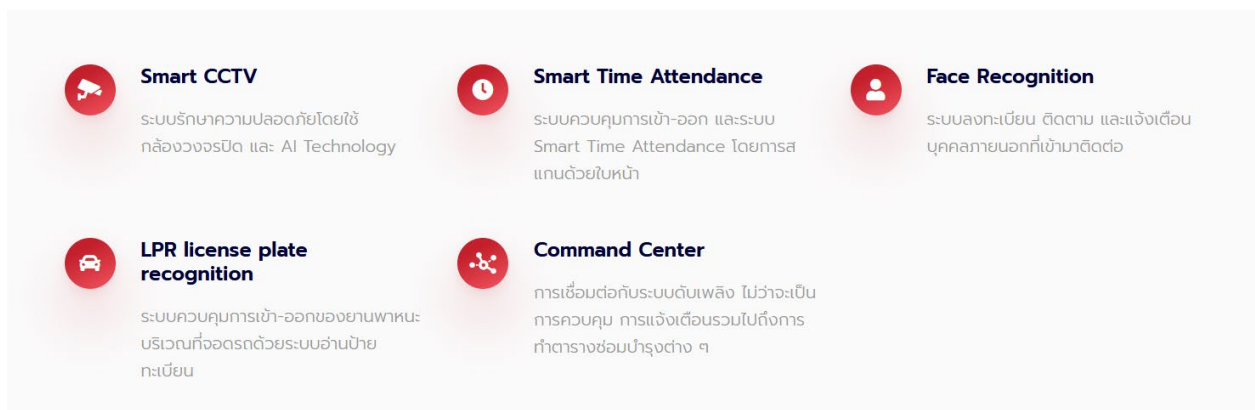 Smart CCTV
ระบบรักษาความปลอดภัยโดยใช้
กล้องวงจรปิด และ AI Technology
Smart Time Attendance
ระบบควบคุมการเข้า-ออก และระบบ
Smart Time Attendance โดยการส
แกนด้วยใบหน้า
Face Recognition
ระบบลงทะเบียน ติดตาม และแจ้งเตือน
บุคคลภายนอกที่เข้ามาติดต่อ
LPR license plate
recognition
ระบบควบคุมการเข้า-ออกของยานพาหนะ
บริเวณที่จอดรถด้วยระบบอ่านป้าย
ทะเบียน
Command Center
การเชื่อมต่อกับระบบดับเพลิง ไม่ว่าจะเป็น
การควบคุม การแจ้งเตือนรวมไปถึงการ
ทำตารางซ่อมบำรุงต่าง ๆ